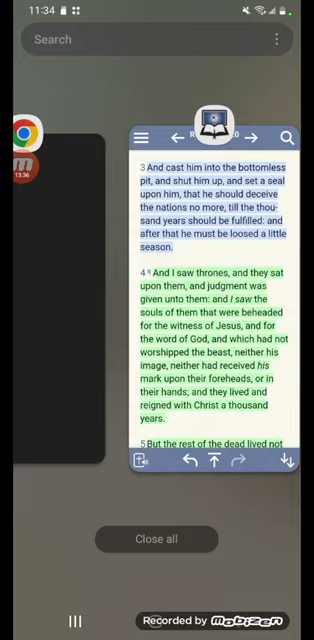 11:34
Search
13:36
3 And cast him into the bottomless
pit, and shut him up, and set a seal
upon him, that he should deceive
the nations no more, till the thou-
sand years should be fulfilled: and
after that he must be loosed a little
season.
4 ¶ And I saw thrones, and they sat
upon them, and judgment was
given unto them: and I saw the
souls of them that were beheaded
for the witness of Jesus, and for
the word of God, and which had not
worshipped the beast, neither his
image, neither had received his
mark upon their foreheads, or in
their hands; and they lived and
reigned with Christ a thousand
years.
5 But the rest of the dead lived not
Close all
Recorded by mobizen